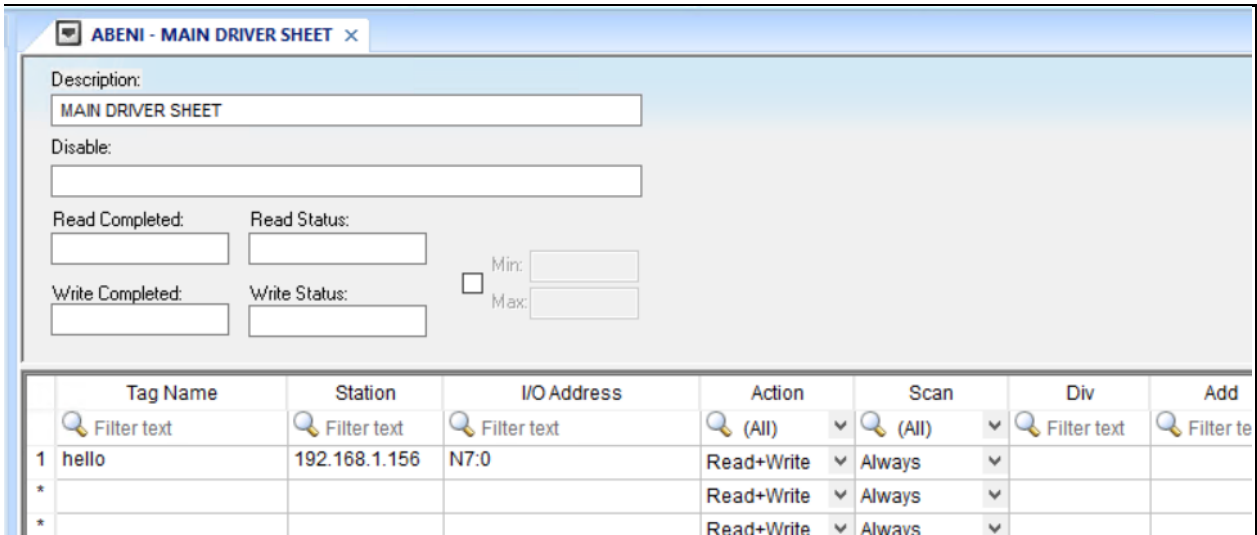 ABENI - MAIN DRIVER SHEET ×
Description:
MAIN DRIVER SHEET
Disable:
Read Completed: Read Status:
Min:
Write Completed: Write Status:
Max:
Tag Name Station I/O Address Action Scan Div Add
Filter text Filter text Filter text (All) (All) Filter text Filter te
1 hello 192.168.1.156 N7:0 Read+Write Always
* Read+Write Always
* Read+Write Always